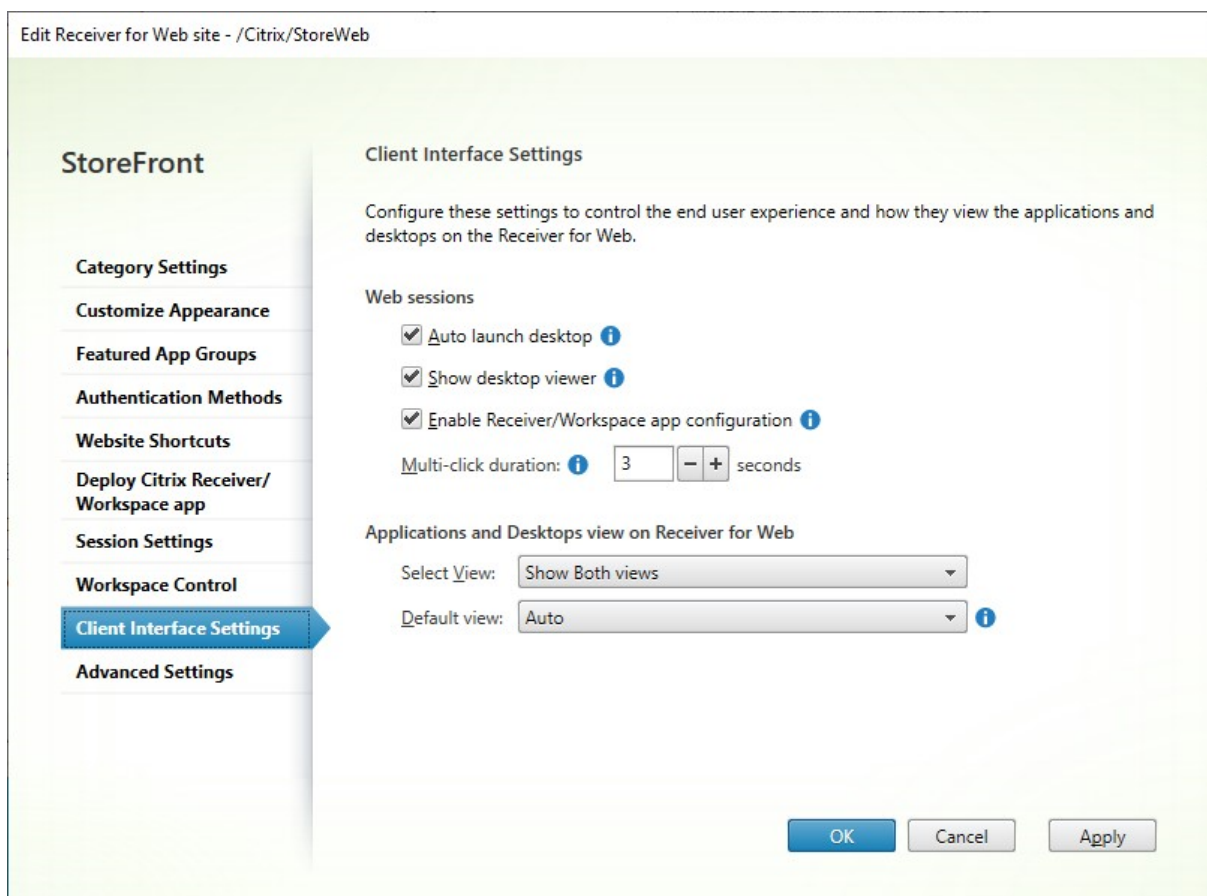 Edit Receiver for Web site - /Citrix/StoreWeb
StoreFront
Category Settings
Customize Appearance
Featured App Groups
Authentication Methods
Website Shortcuts
Deploy Citrix Receiver/
Workspace app
Session Settings
Workspace Control
Client Interface Settings
Advanced Settings
Client Interface Settings
Configure these settings to control the end user experience and how they view the applications and
desktops on the Receiver for Web.
Web sessions
Auto launch desktop
Show desktop viewer
Enable Receiver/Workspace app configuration
Multi-click duration: 3 seconds
Applications and Desktops view on Receiver for Web
Select View: Show Both views
Default view: Auto
OK Cancel Apply